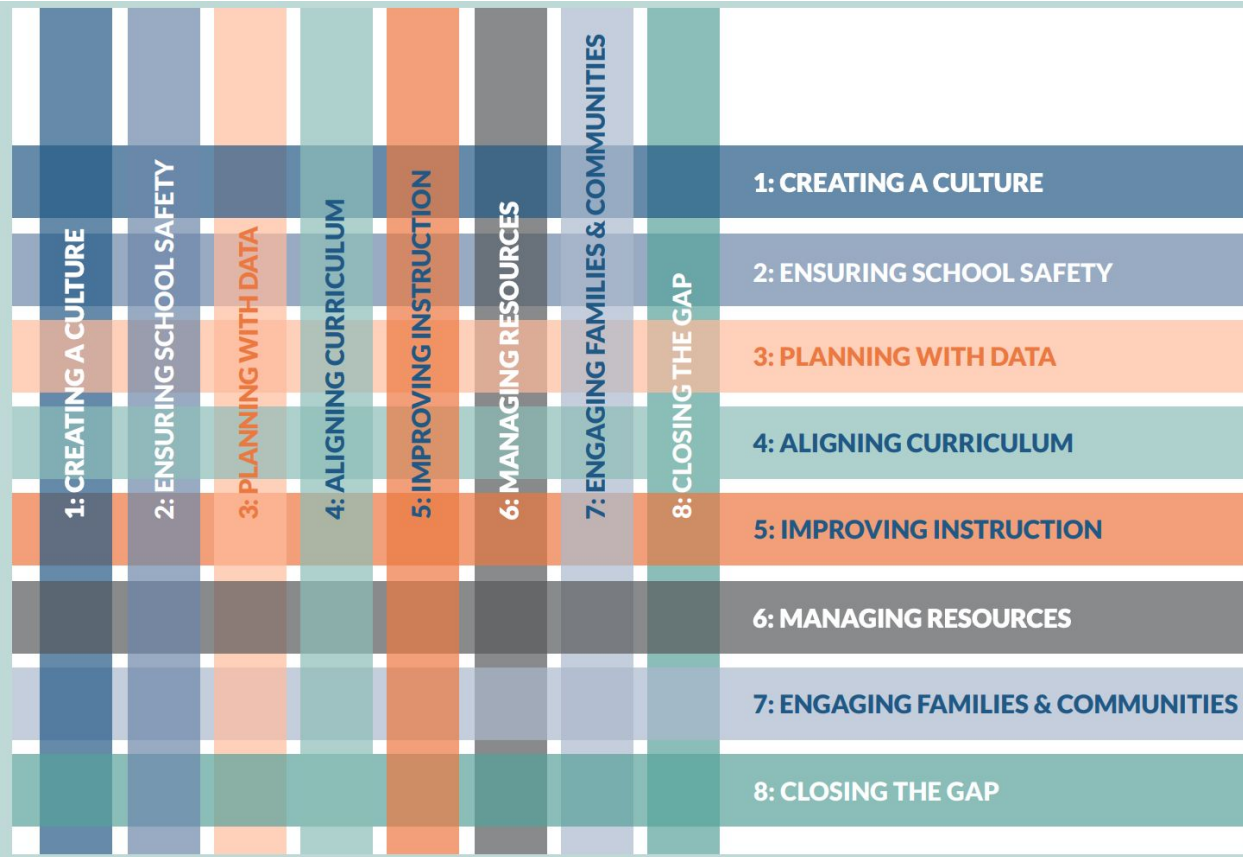 1: CREATING A CULTURE
2: ENSURING SCHOOL SAFETY
3: PLANNING WITH DATA
4: ALIGNING CURRICULUM
5: IMPROVING INSTRUCTION
6: MANAGING RESOURCES
7: ENGAGING FAMILIES & COMMUNITIES
8: CLOSING THE GAP
1: CREATING A CULTURE
2: ENSURING SCHOOL SAFETY
3: PLANNING WITH DATA
4: ALIGNING CURRICULUM
5: IMPROVING INSTRUCTION
6: MANAGING RESOURCES
7: ENGAGING FAMILIES & COMMUNITIES
8: CLOSING THE GAP